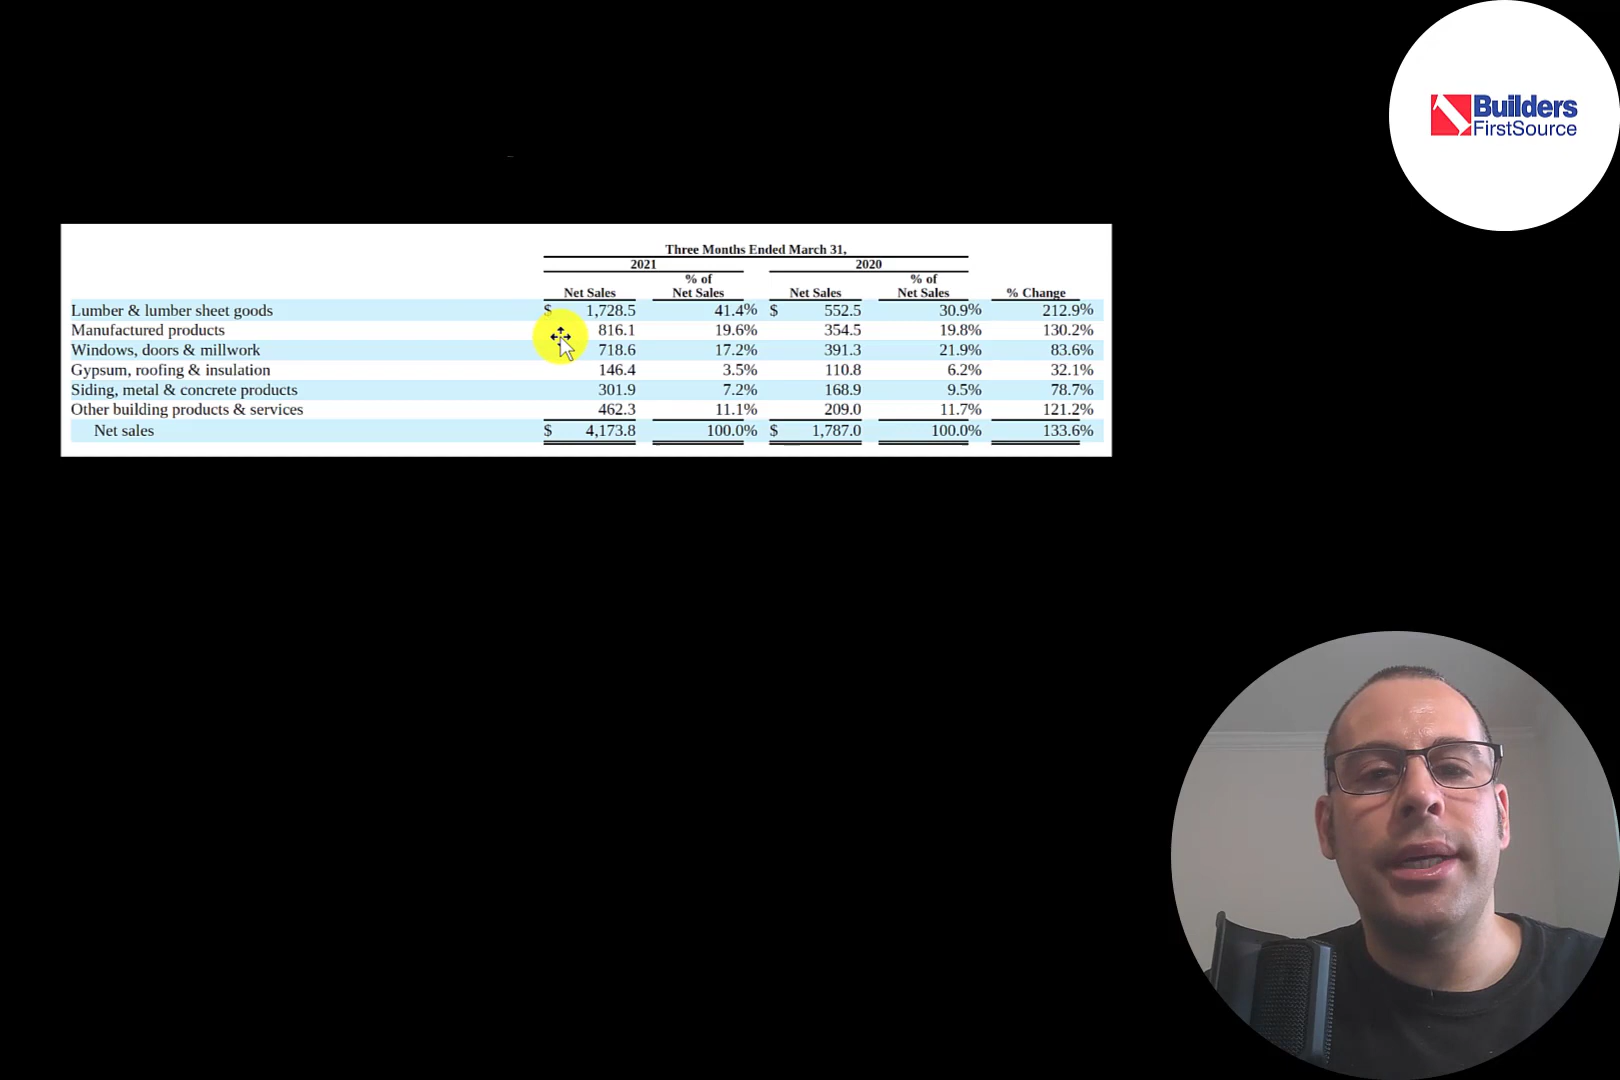 Builders
FirstSource
Three Months Ended March 31,
2021 2020
% of % of
Net Sales Net Sales Net Sales Net Sales % Change
Lumber & lumber sheet goods $ 1,728.5 41.4% $ 552.5 30.9% 212.9%
Manufactured products 816.1 19.6% 354.5 19.8% 130.2%
Windows, doors & millwork 718.6 17.2% 391.3 21.9% 83.6%
Gypsum, roofing & insulation 146.4 3.5% 110.8 6.2% 32.1%
Siding, metal & concrete products 301.9 7.2% 168.9 9.5% 78.7%
Other building products & services 462.3 11.1% 209.0 11.7% 121.2%
Net sales $ 4,173.8 100.0% $ 1,787.0 100.0% 133.6%